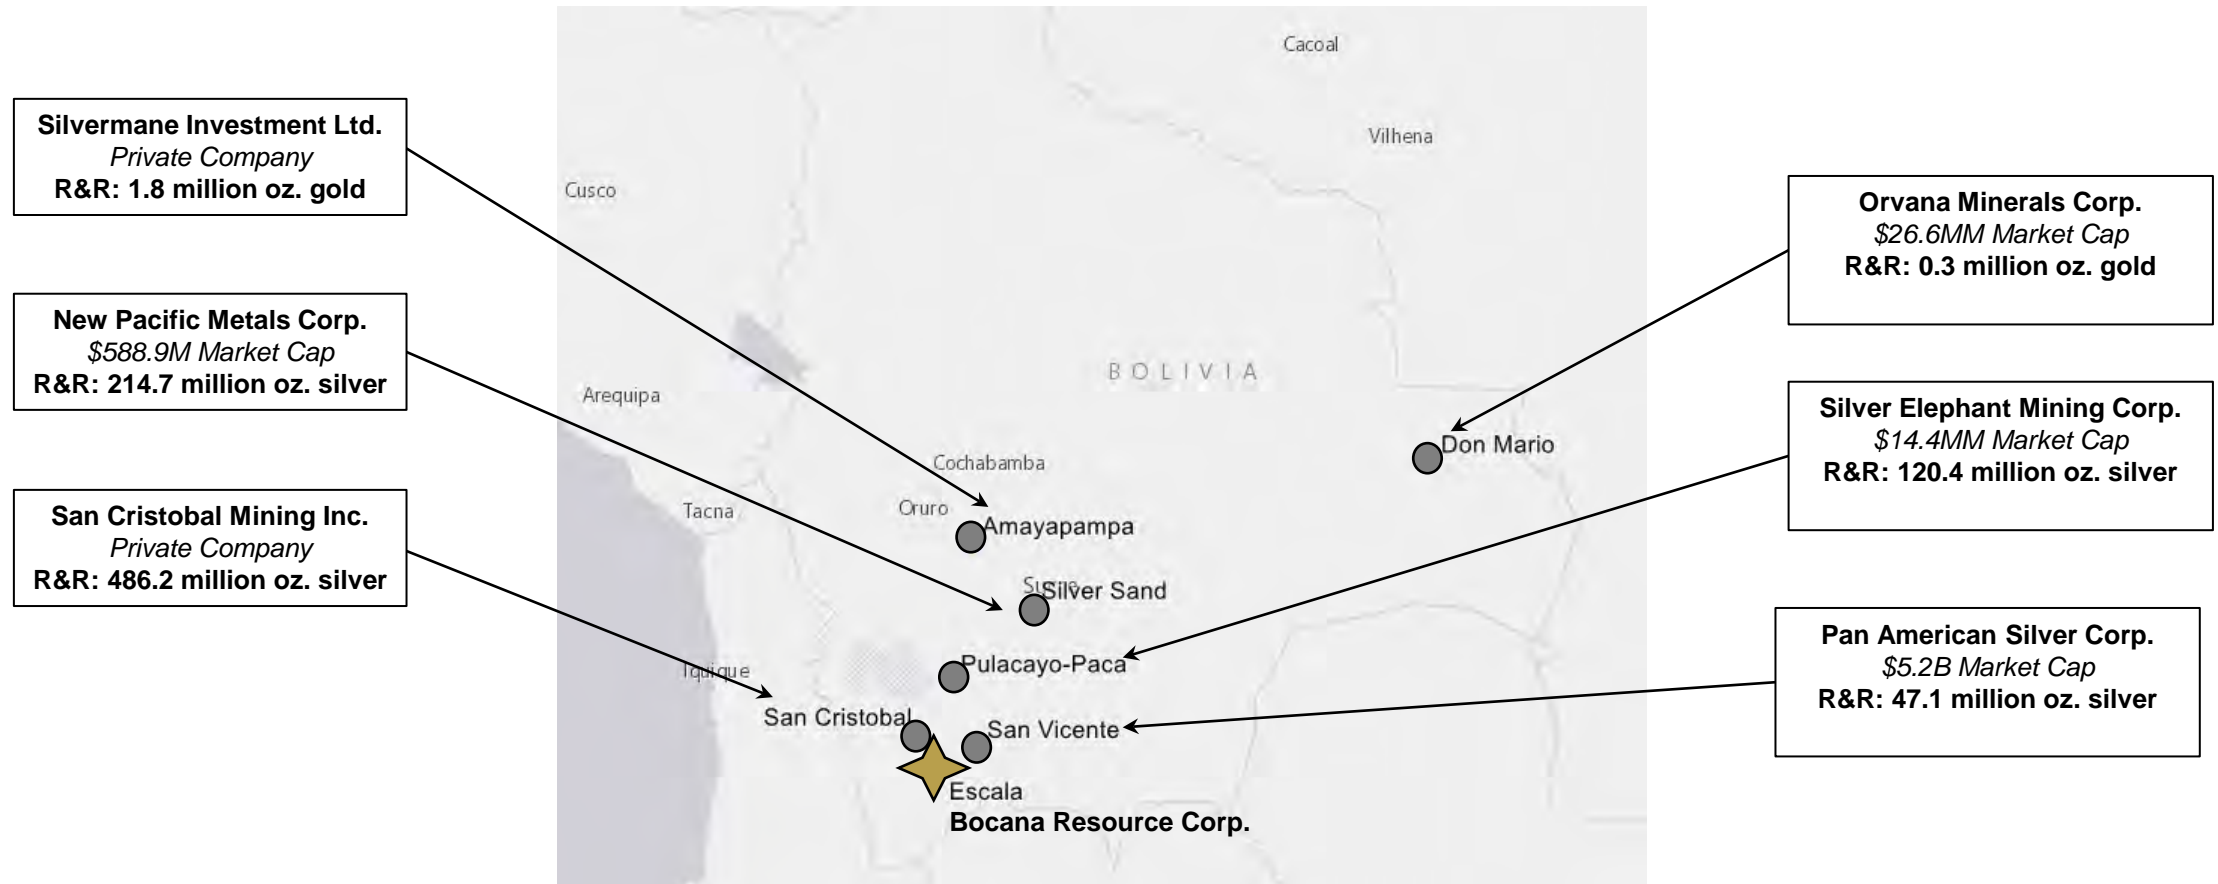 Silvermane Investment Ltd.
Private Company
R&R: 1.8 million oz. gold
New Pacific Metals Corp.
$588.9M Market Cap
R&R: 214.7 million oz. silver
San Cristobal Mining Inc.
Private Company
R&R: 486.2 million oz. silver
Cacoal
Vilhena
Cusco
BOLIVIA
Arequipa
Cochabamba
Don Mario
Tacna
Oruro
Amayapampa
Silver Sand
Iquique
Pulacayo-Paca
San Cristobal
San Vicente
Escala
Bocana Resource Corp.
Orvana Minerals Corp.
$26.6MM Market Cap
R&R: 0.3 million oz. gold
Silver Elephant Mining Corp.
$14.4MM Market Cap
R&R: 120.4 million oz. silver
Pan American Silver Corp.
$5.2B Market Cap
R&R: 47.1 million oz. silver